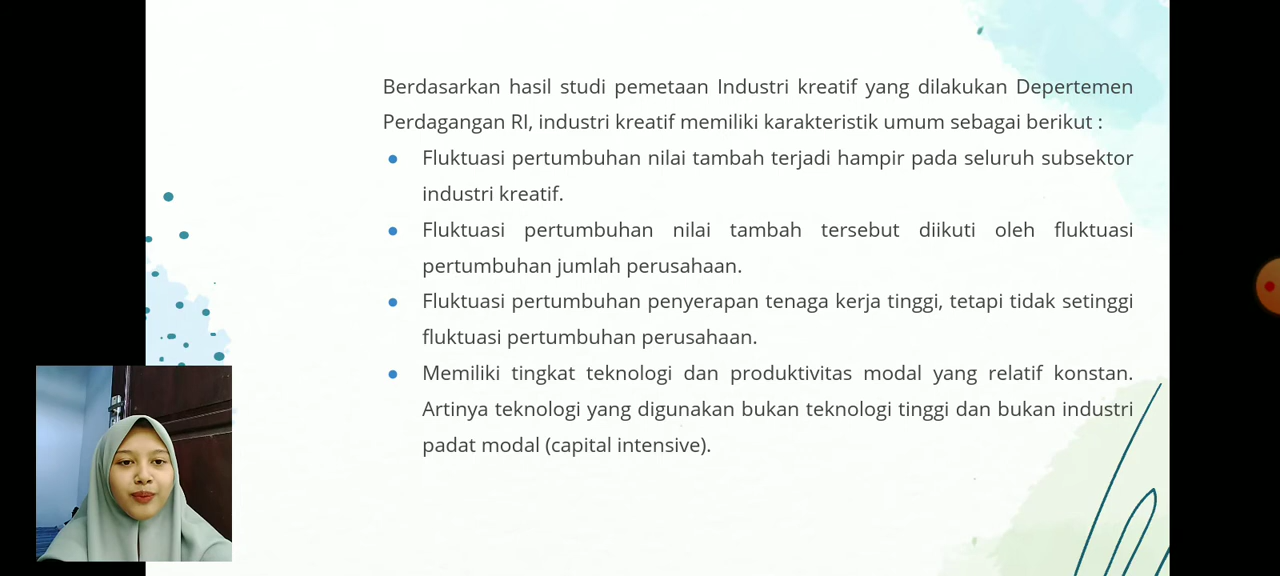 Berdasarkan hasil studi pemetaan Industri kreatif yang dilakukan Depertemen
Perdagangan RI, industri kreatif memiliki karakteristik umum sebagai berikut :
● Fluktuasi pertumbuhan nilai tambah terjadi hampir pada seluruh subsektor
industri kreatif.
● Fluktuasi pertumbuhan nilai tambah tersebut diikuti oleh fluktuasi
pertumbuhan jumlah perusahaan.
● Fluktuasi pertumbuhan penyerapan tenaga kerja tinggi, tetapi tidak setinggi
fluktuasi pertumbuhan perusahaan.
● Memiliki tingkat teknologi dan produktivitas modal yang relatif konstan.
Artinya teknologi yang digunakan bukan teknologi tinggi dan bukan industri
padat modal (capital intensive).